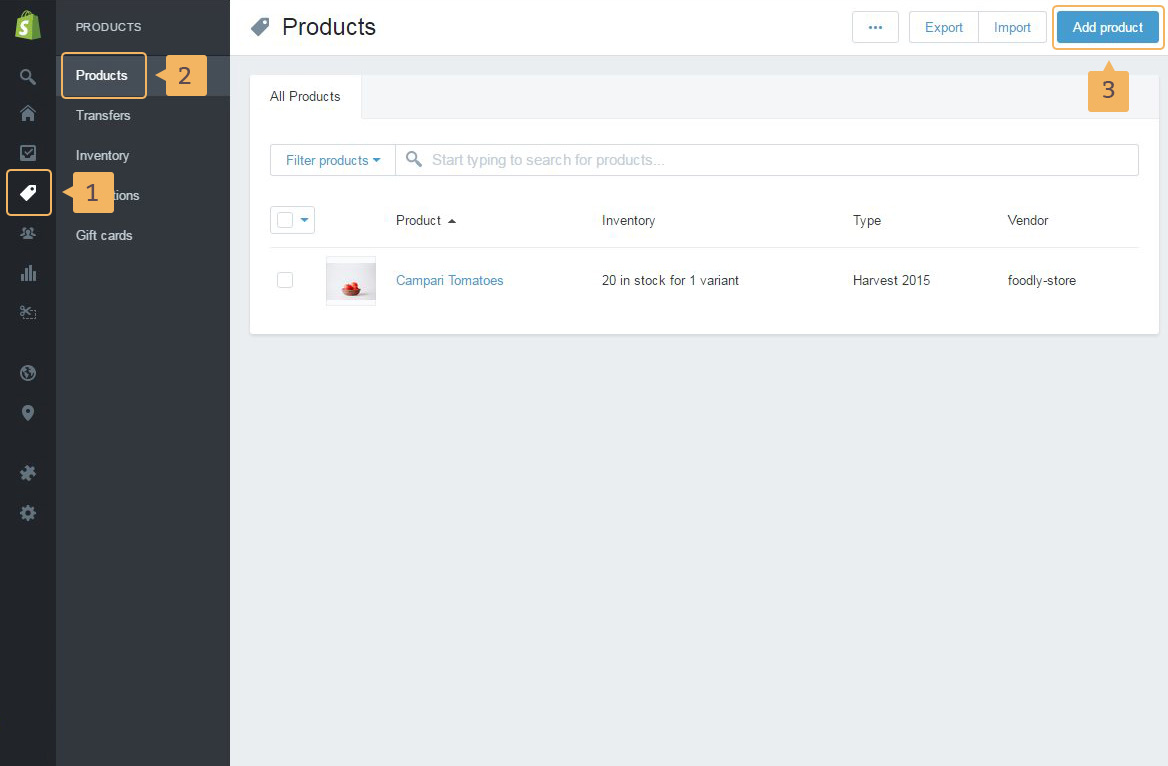 PRODUCTS
Products
2
Transfers
Inventory
1
Gift cards
Products
...
Export
Import
Add product
3
All Products
Filter products
Start typing to search for products...
Product
Inventory
Type
Vendor
Campari Tomatoes
20 in stock for 1 variant
Harvest 2015
foodly-store